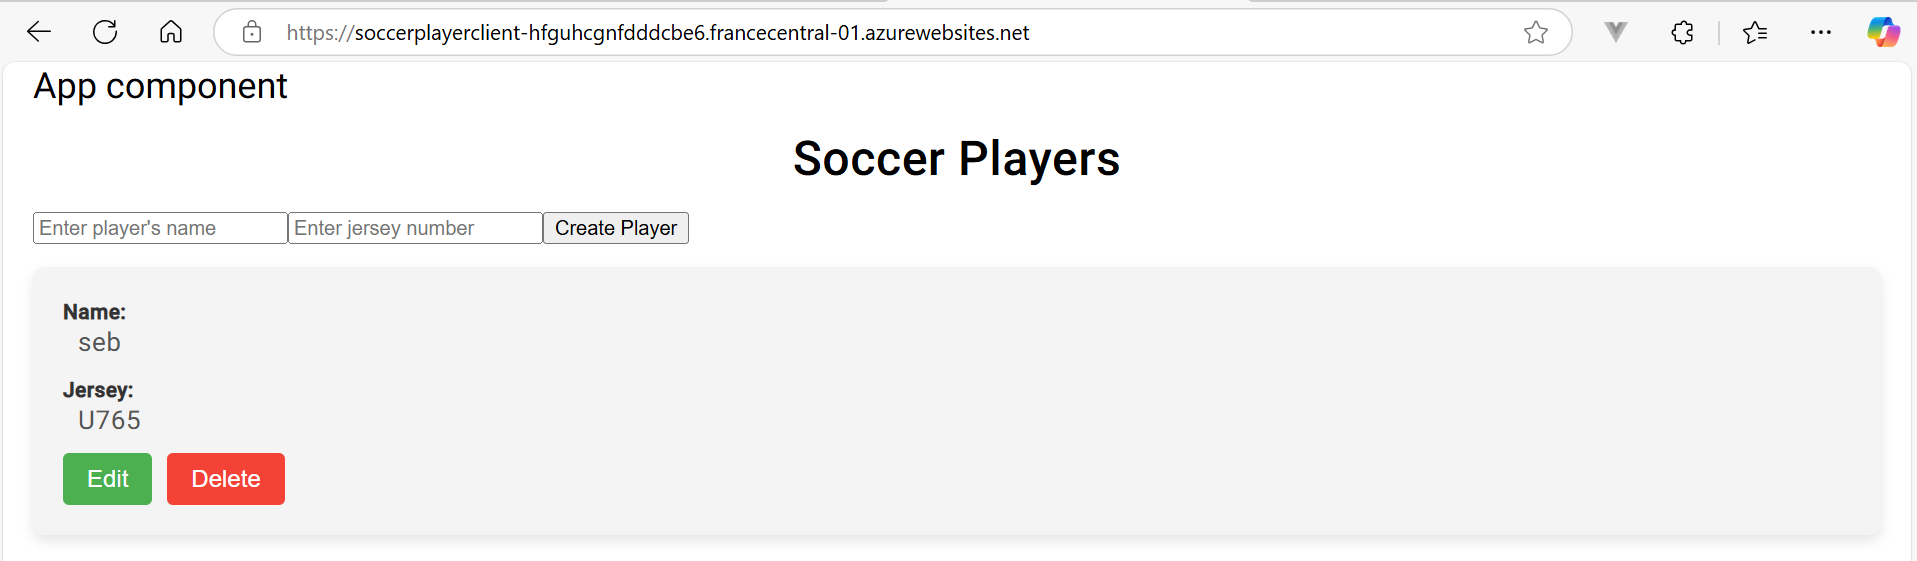 https://soccerplayerclient-hfguhcgnfdddcbe6.francecentral-01.azurewebsites.net
App component
Soccer Players
Enter player's name Enter jersey number Create Player
Name:
seb
Jersey:
U765
Edit Delete